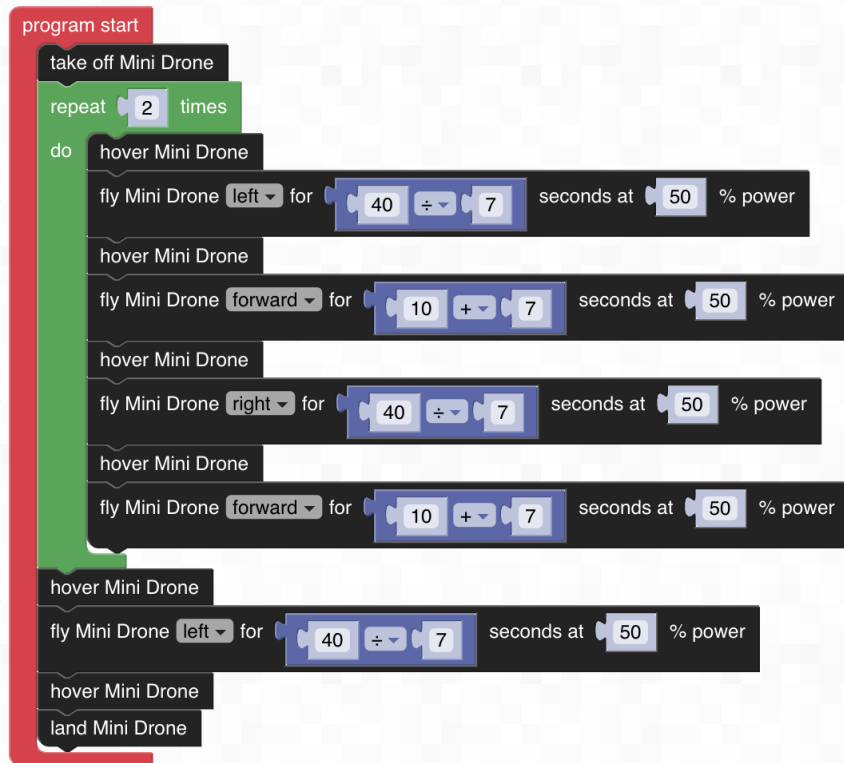 program start
take off Mini Drone
repeat 2 times
do hover Mini Drone
fly Mini Drone left for 40 ÷ 7 seconds at 50 % power
hover Mini Drone
fly Mini Drone forward for 10 + 7 seconds at 50 % power
hover Mini Drone
fly Mini Drone right for 40 ÷ 7 seconds at 50 % power
hover Mini Drone
fly Mini Drone forward for 10 + 7 seconds at 50 % power
hover Mini Drone
fly Mini Drone left for 40 ÷ 7 seconds at 50 % power
hover Mini Drone
land Mini Drone